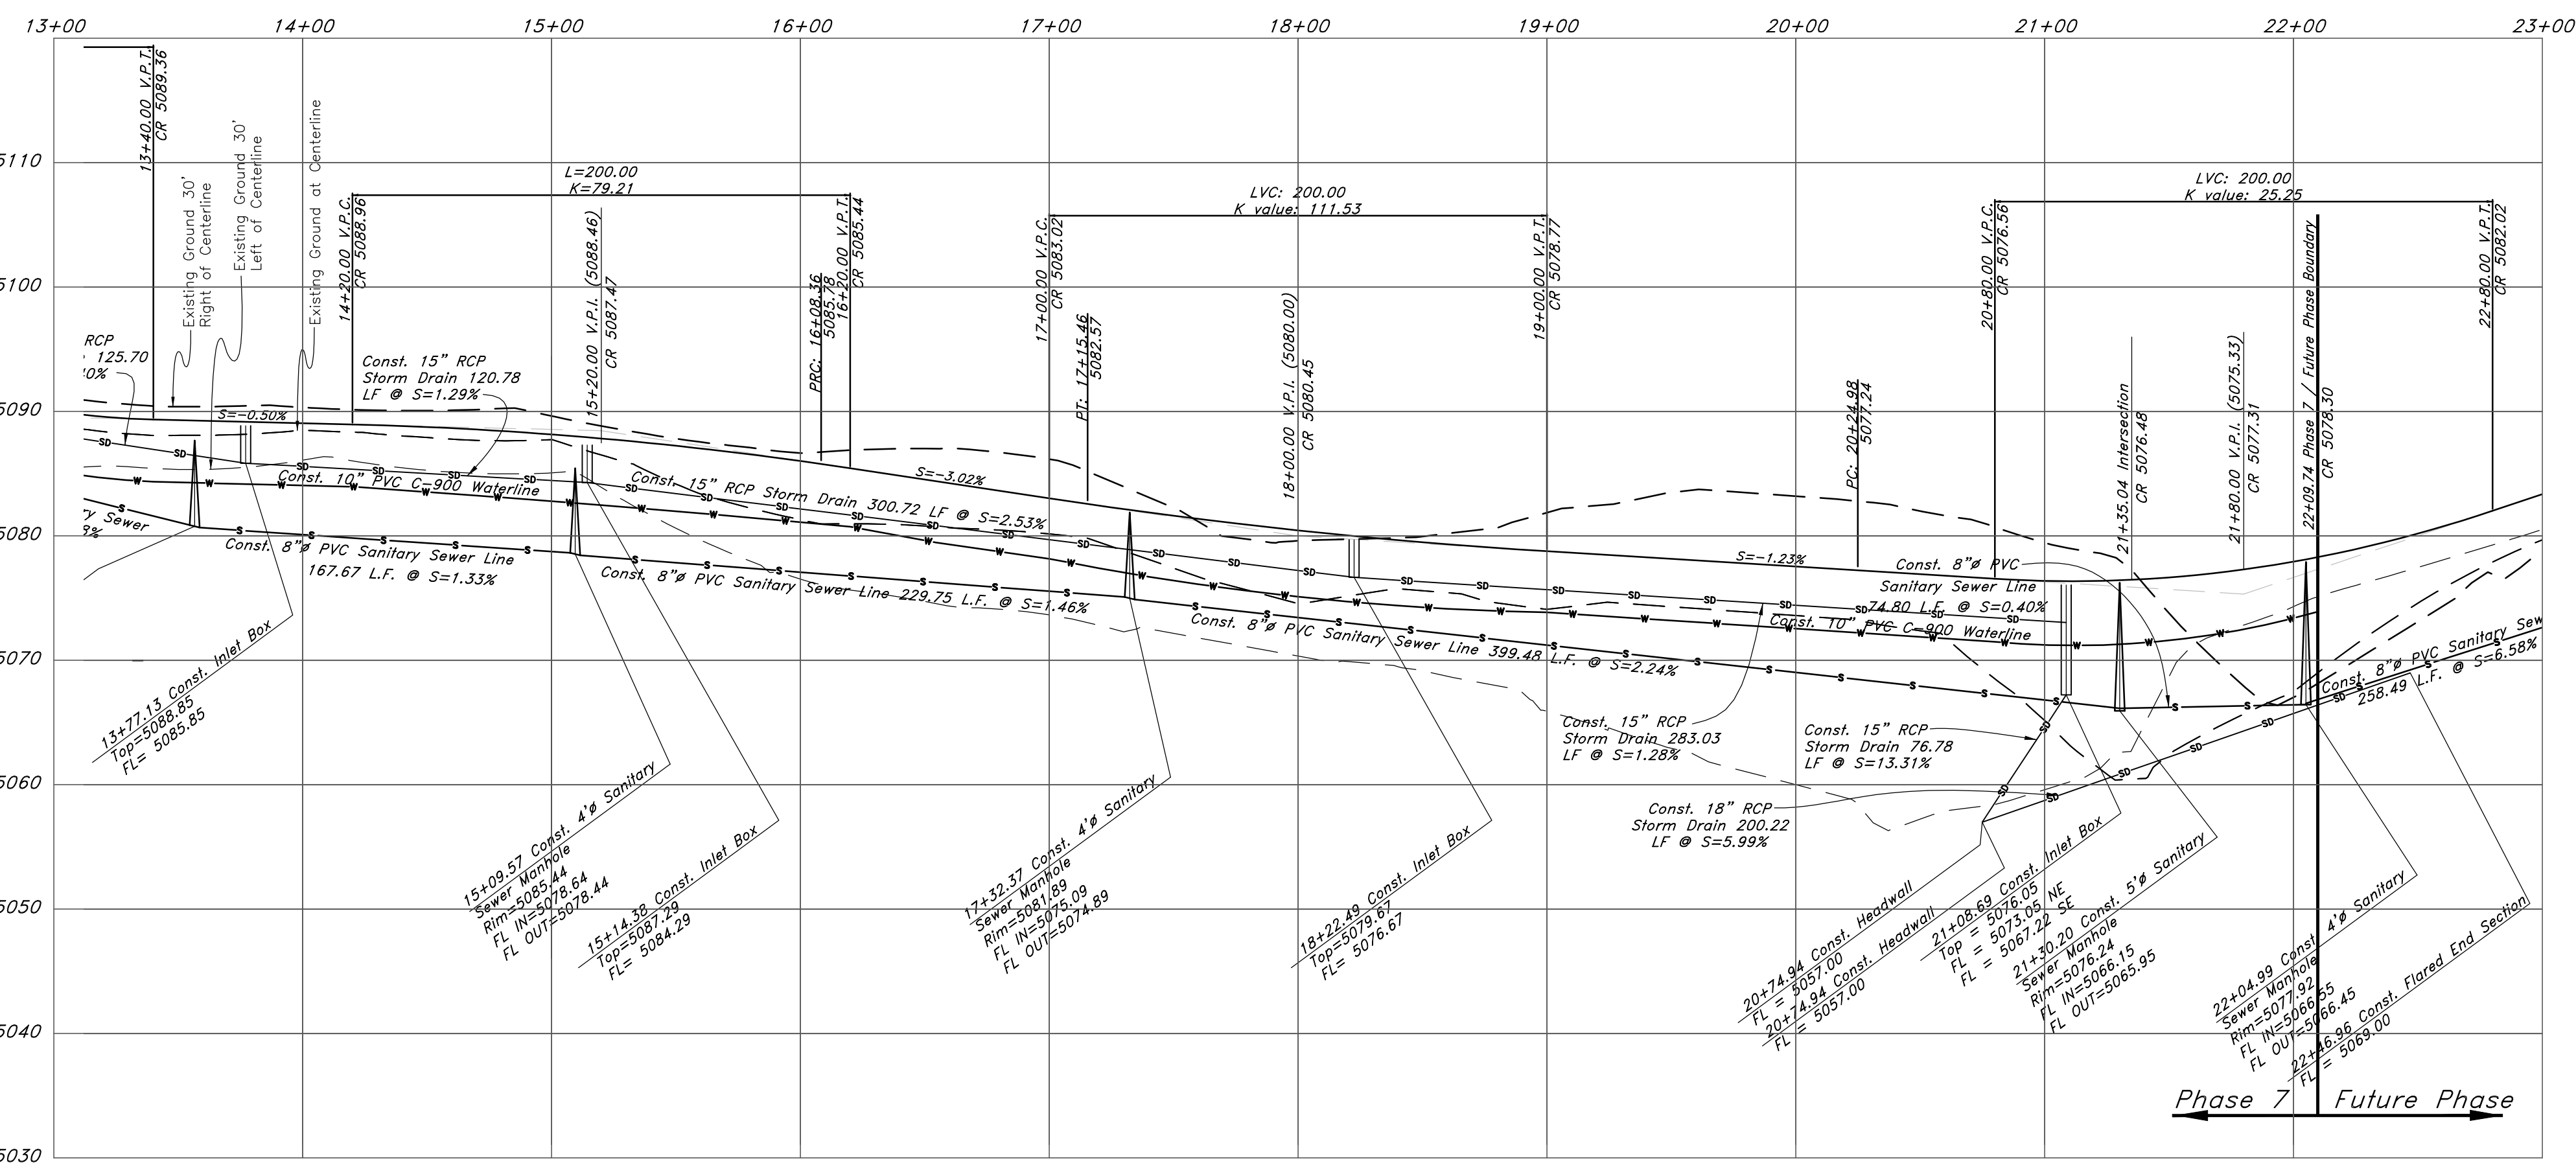 13+00 14+00 15+00 16+00 17+00 18+00 19+00 20+00 21+00 22+00 23+00
5110
5100
5090
5080
5070
5060
5050
5040
5030
13+40.00 V.P.T.
CR 5089.36
Existing Ground 30'
Right of Centerline
Existing Ground 30'
Left of Centerline
Existing Ground at Centerline
14+20.00 V.P.C.
CR 5088.96
L=200.00
K=79.21
15+20.00 V.P.I. (5088.46)
CR 5087.47
PRC: 16+08.36
5085.78
16+20.00 V.P.T.
CR 5085.44
17+00.00 V.P.C.
CR 5083.02
LVC: 200.00
K value: 111.53
PT: 17+15.46
5082.57
18+00.00 V.P.I. (5080.00)
CR 5080.45
19+00.00 V.P.T.
CR 5078.77
PC: 20+24.98
5077.24
20+80.00 V.P.C.
CR 5076.56
LVC: 200.00
K value: 25.25
21+35.04 Intersection
CR 5076.48
21+80.00 V.P.I. (5075.33)
CR 5077.31
22+09.74 Phase 7 / Future Phase Boundary
CR 5078.30
22+80.00 V.P.T.
CR 5082.02
RCP
125.70
0%
S=-0.50%
Const. 15" RCP
Storm Drain 120.78
LF @ S=1.29%
Const. 10" PVC C-900 Waterline
ry Sewer
%
Const. 8"ø PVC Sanitary Sewer Line
167.67 L.F. @ S=1.33%
Const. 15" RCP Storm Drain 300.72 LF @ S=2.53%
S=-3.02%
Const. 8"ø PVC Sanitary Sewer Line 229.75 L.F. @ S=1.46%
Const. 8"ø PVC Sanitary Sewer Line 399.48 L.F. @ S=2.24%
S=-1.23%
Const. 8"ø PVC
Sanitary Sewer Line
74.80 L.F. @ S=0.40%
Const. 10" PVC C-900 Waterline
Const. 8"ø PVC Sanitary Sew
258.49 L.F. @ S=6.58%
Const. 15" RCP
Storm Drain 283.03
LF @ S=1.28%
Const. 15" RCP
Storm Drain 76.78
LF @ S=13.31%
Const. 18" RCP
Storm Drain 200.22
LF @ S=5.99%
13+77.13 Const. Inlet Box
Top=5088.85
FL= 5085.85
15+09.57 Const. 4'ø Sanitary
Sewer Manhole
Rim=5085.44
FL IN=5078.64
FL OUT=5078.44
15+14.38 Const. Inlet Box
Top=5087.29
FL= 5084.29
17+32.37 Const. 4'ø Sanitary
Sewer Manhole
Rim=5081.89
FL IN=5075.09
FL OUT=5074.89
18+22.49 Const. Inlet Box
Top=5079.67
FL= 5076.67
20+74.94 Const. Headwall
FL = 5057.00
20+74.94 Const. Headwall
FL = 5057.00
21+08.69 Const. Inlet Box
Top = 5076.05
FL = 5073.05 NE
FL = 5067.22 SE
21+30.20 Const. 5'ø Sanitary
Sewer Manhole
Rim=5076.24
FL IN=5066.15
FL OUT=5065.95
22+04.99 Const. 4'ø Sanitary
Sewer Manhole
Rim=5077.92
FL IN=5066.55
FL OUT=5066.45
22+46.96 Const. Flared End Section
FL = 5069.00
Phase 7 Future Phase